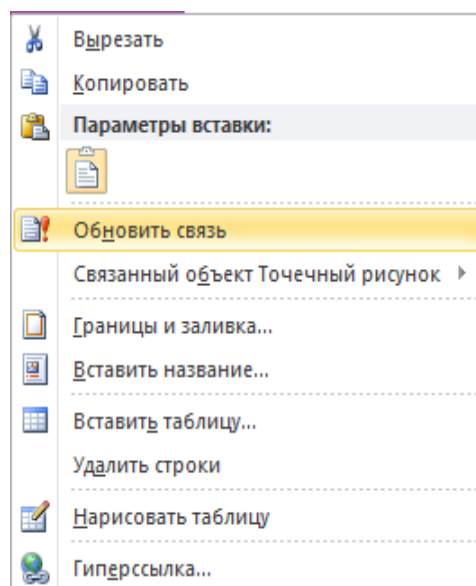 Вырезать
Копировать
Параметры вставки:
Обновить связь
Связанный объект Точечный рисунок
Границы и заливка...
Вставить название...
Вставить таблицу...
Удалить строки
Нарисовать таблицу
Гиперссылка...